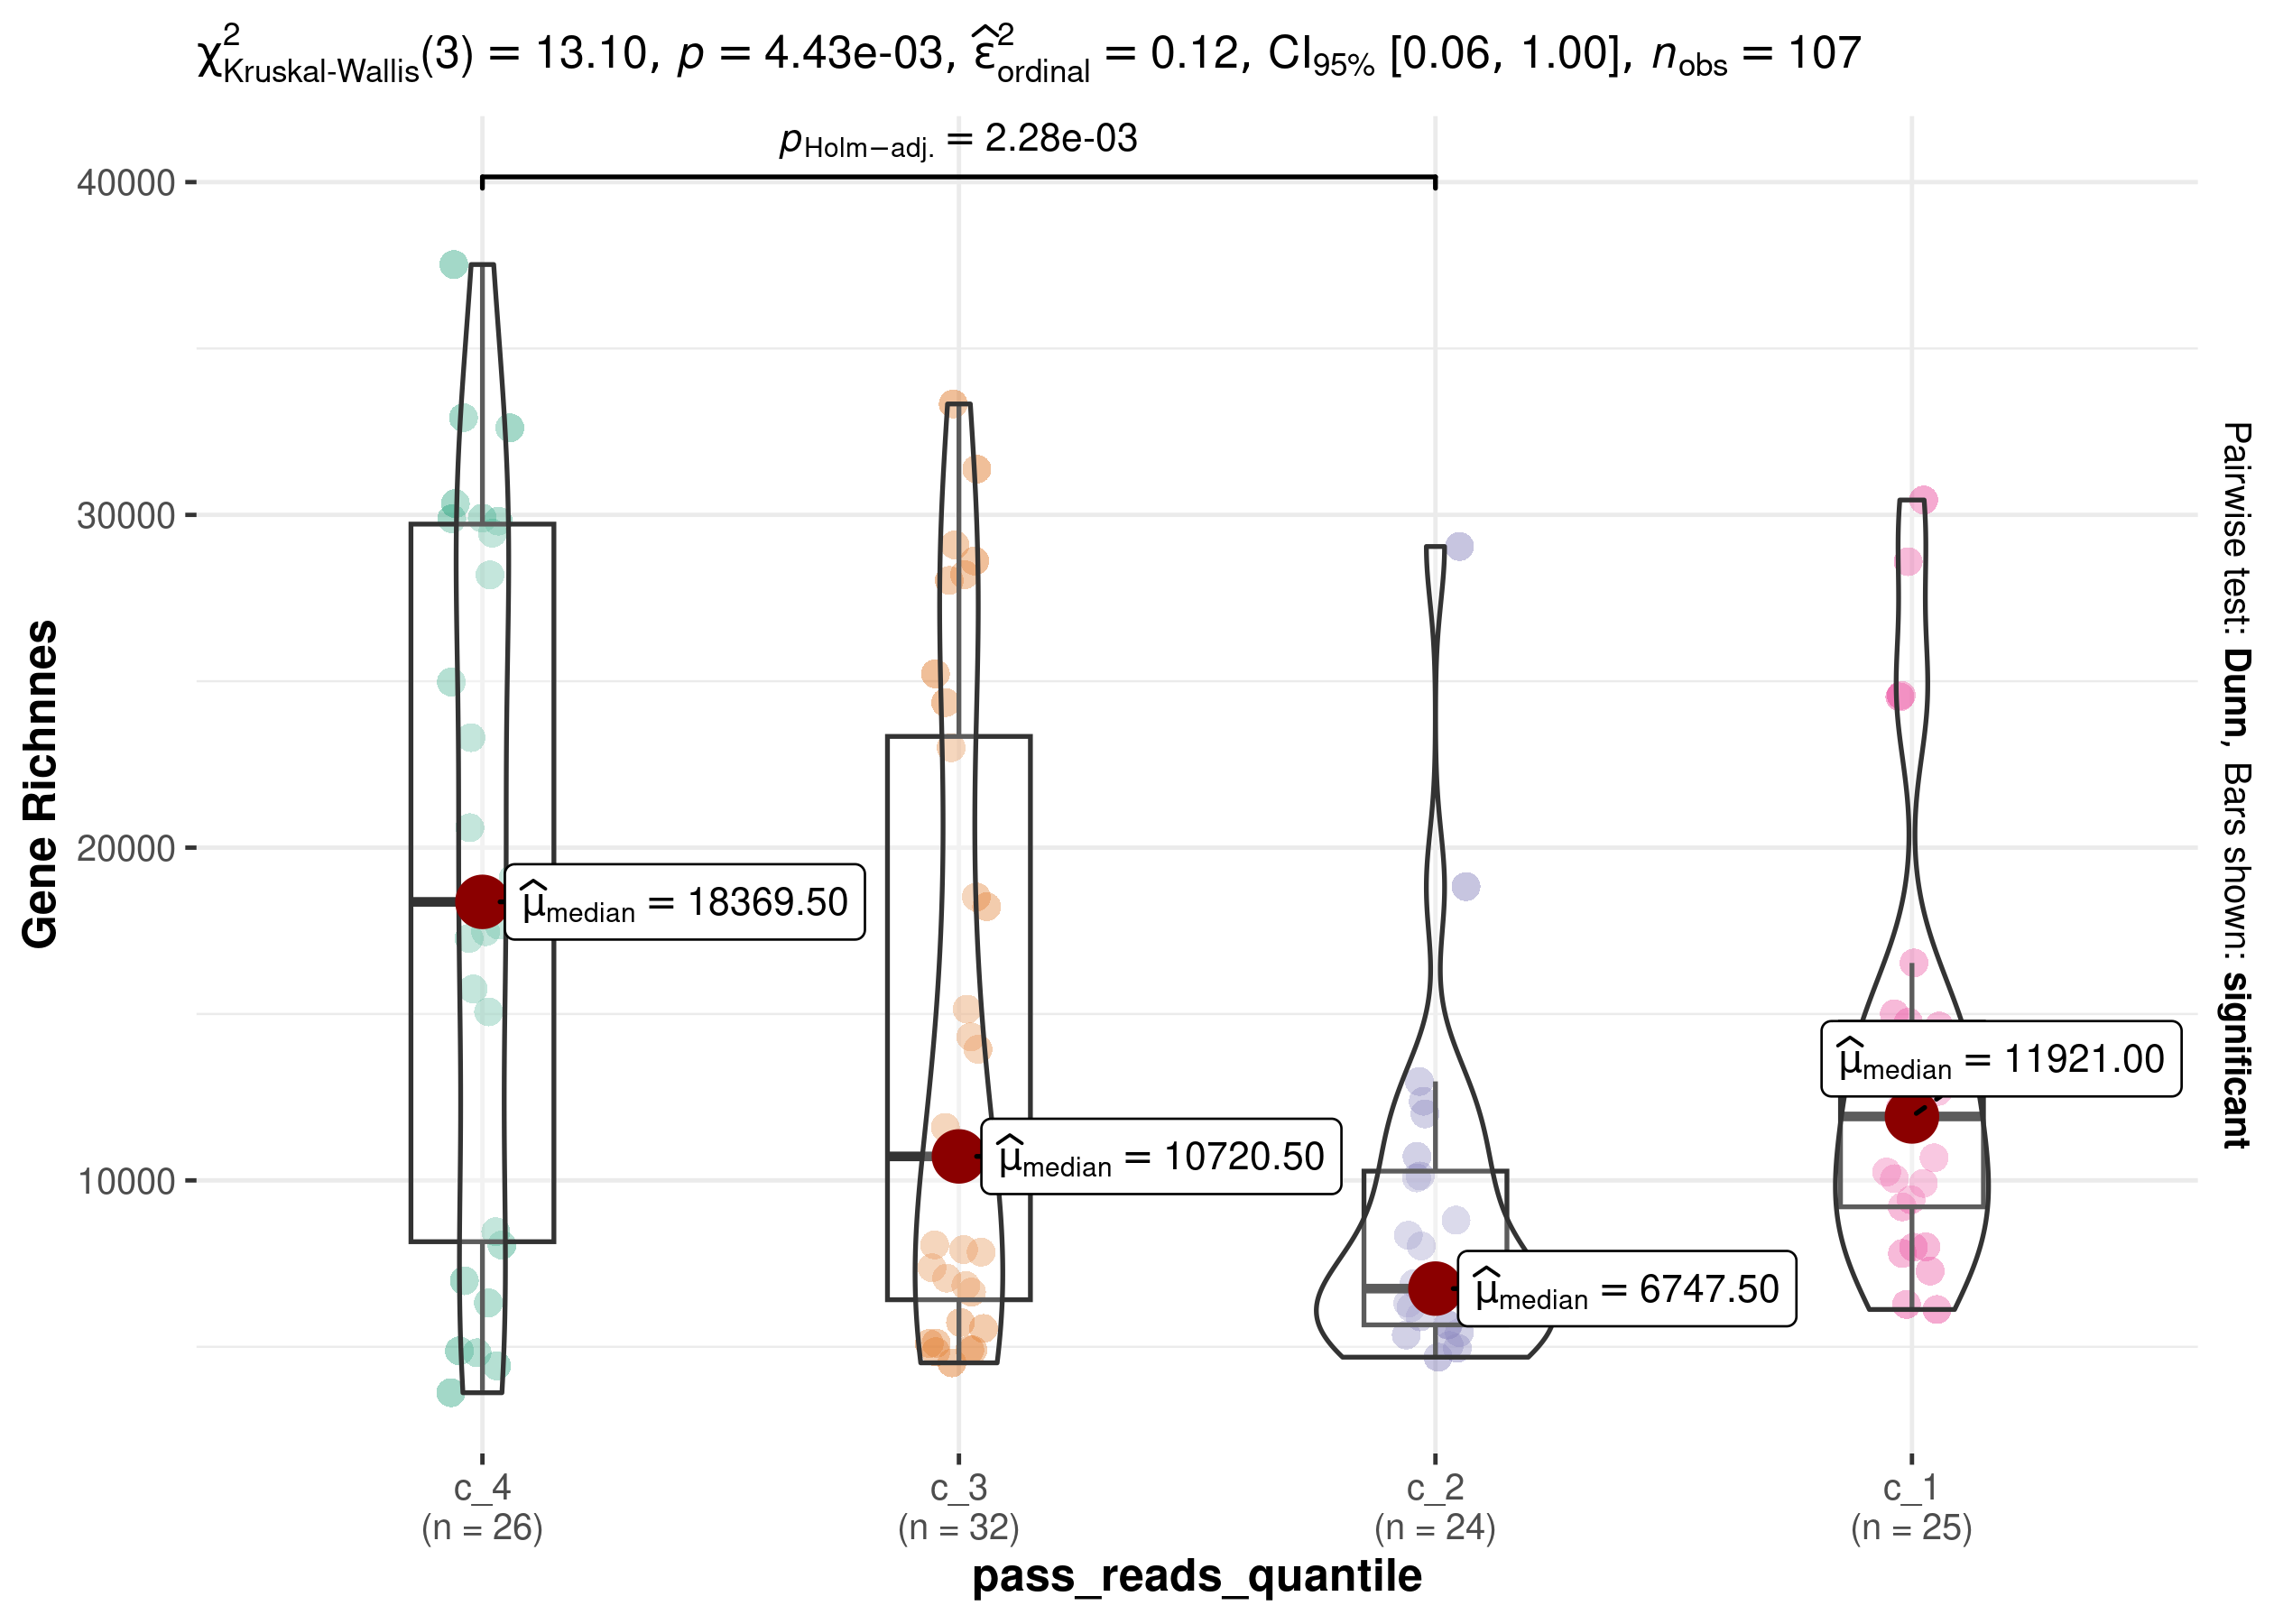 χ²Kruskal-Wallis(3) = 13.10, p = 4.43e-03, ε̂²ordinal = 0.12, CI95% [0.06, 1.00], nobs = 107
pHolm−adj. = 2.28e-03
40000
30000
20000
10000
Gene Richnnes
μ̂median = 18369.50
μ̂median = 10720.50
μ̂median = 6747.50
μ̂median = 11921.00
Pairwise test: Dunn, Bars shown: significant
c_4
(n = 26)
c_3
(n = 32)
c_2
(n = 24)
c_1
(n = 25)
pass_reads_quantile